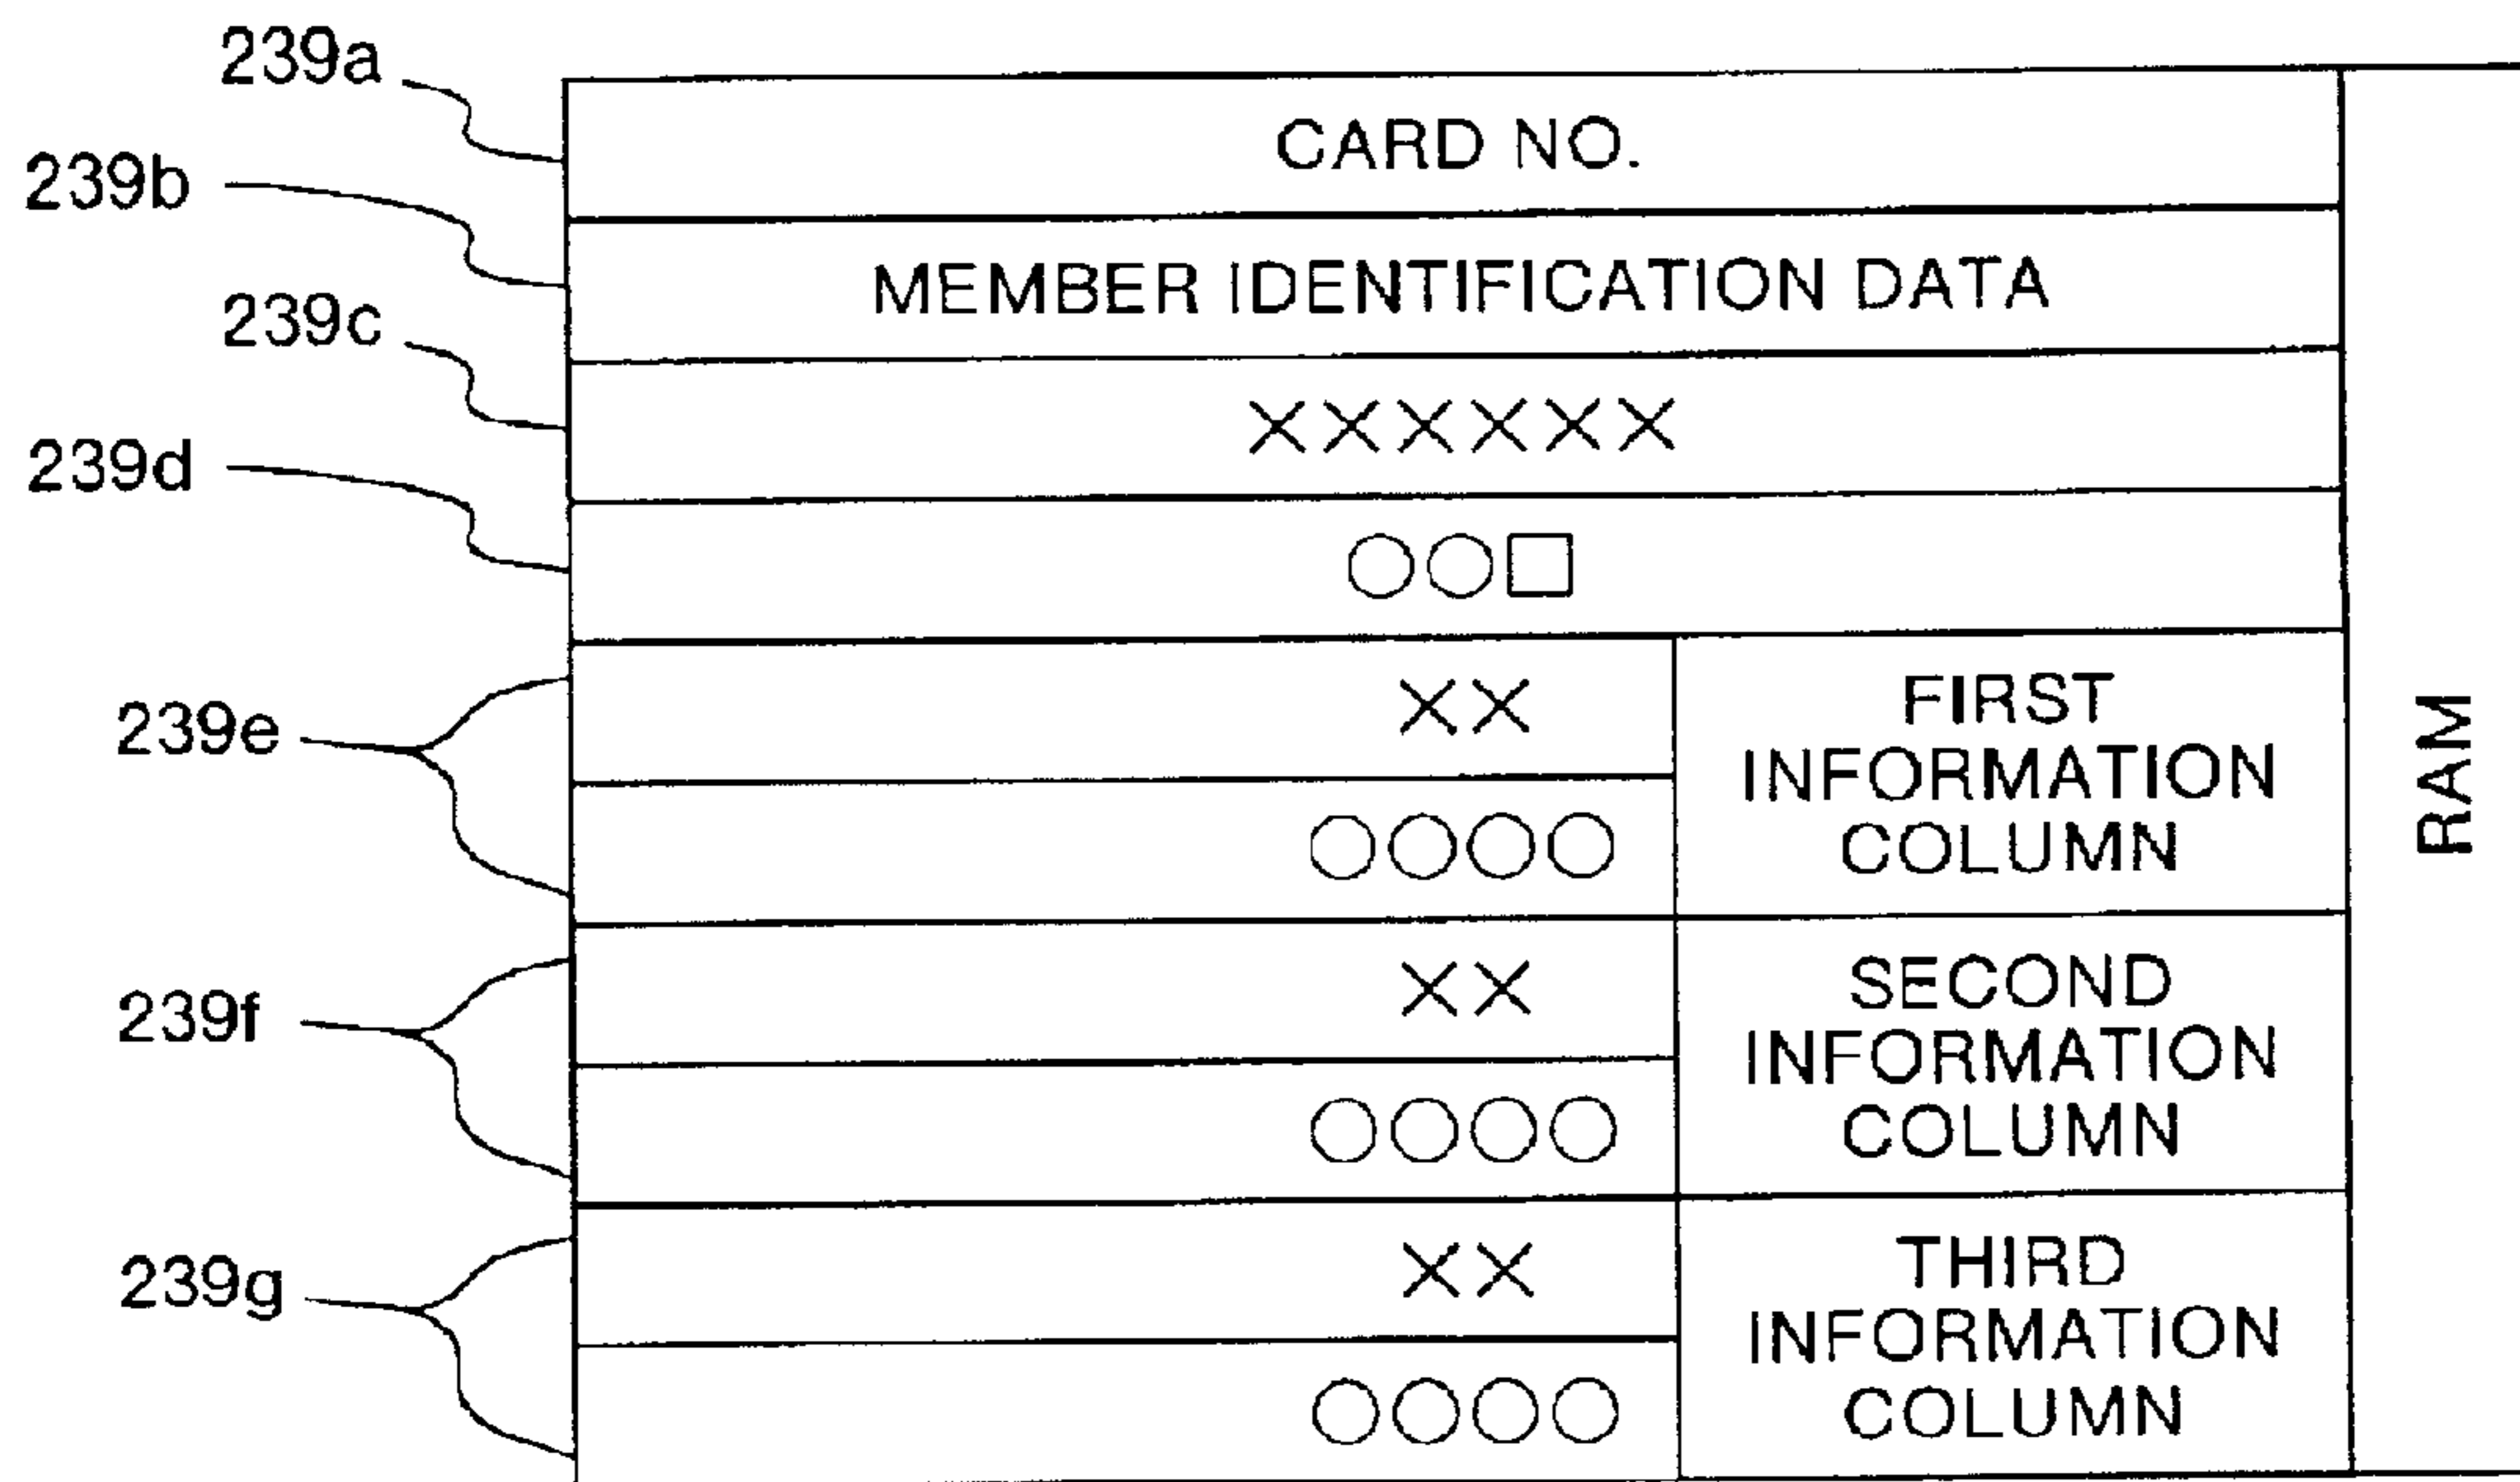 239a
CARD NO.
239b
MEMBER IDENTIFICATION DATA
239c
××××××
239d
○○□
239e
××
○○○○
FIRST
INFORMATION
COLUMN
239f
××
○○○○
SECOND
INFORMATION
COLUMN
239g
××
○○○○
THIRD
INFORMATION
COLUMN
RAM